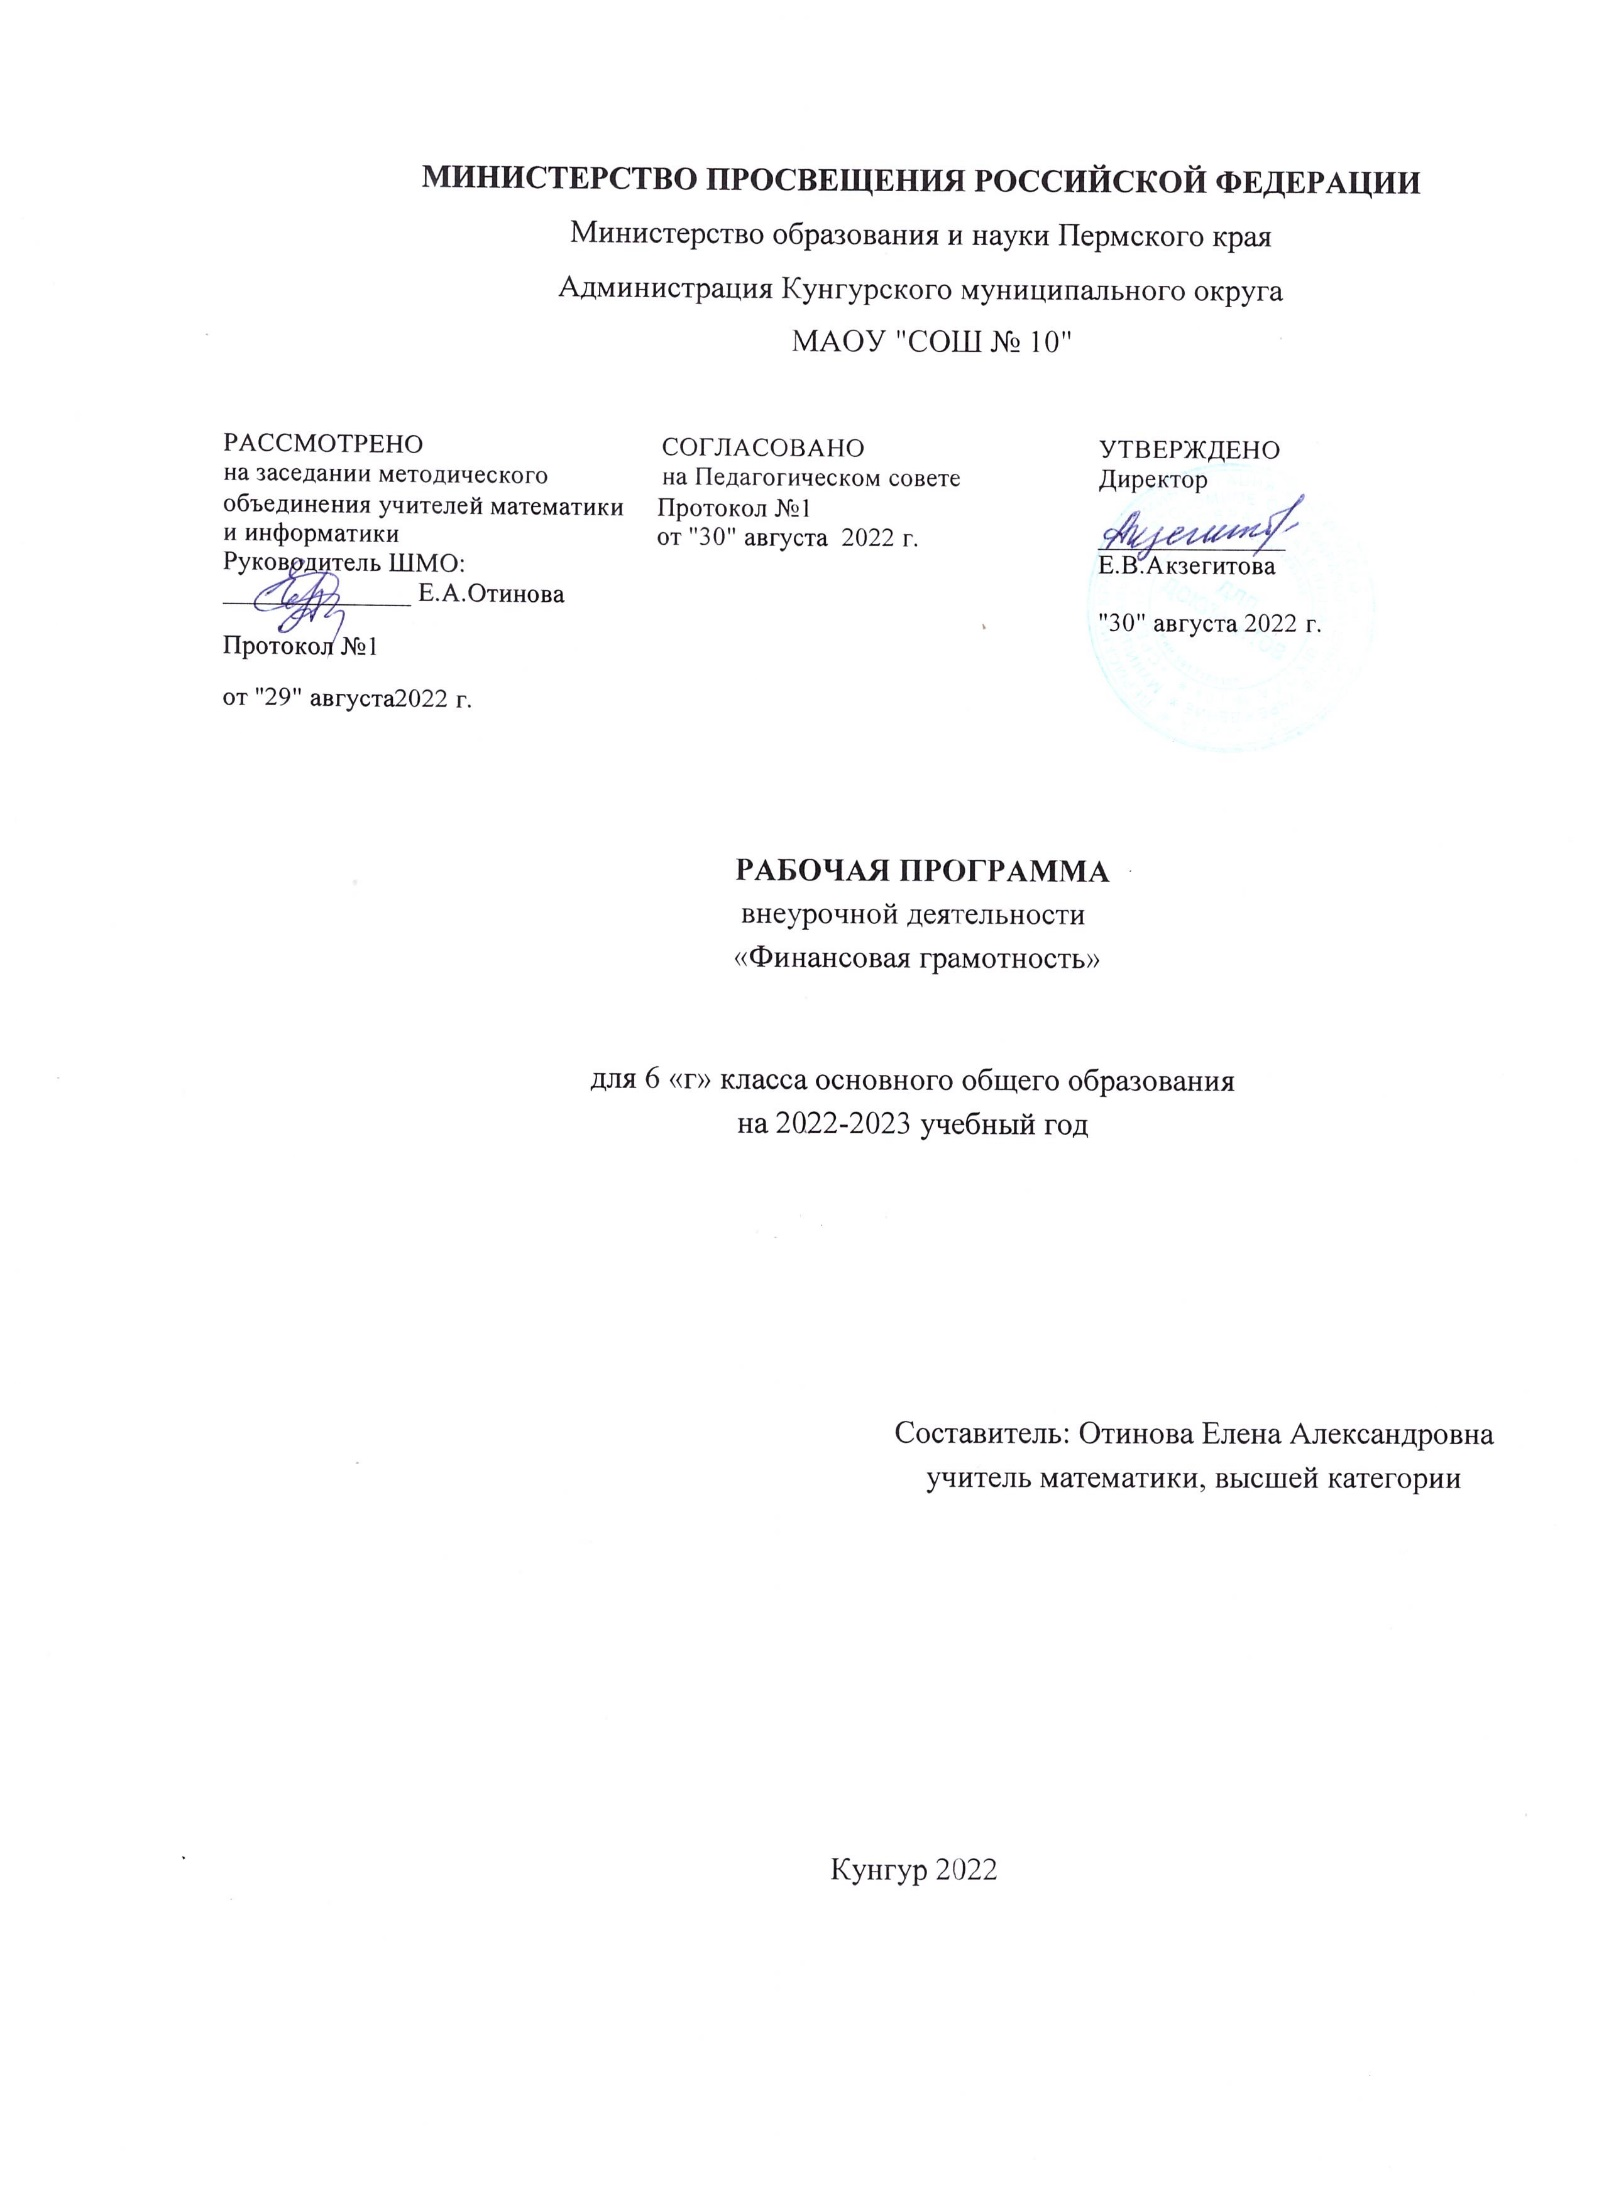 МИНИСТЕРСТВО ПРОСВЕЩЕНИЯ РОССИЙСКОЙ ФЕДЕРАЦИИ
Министерство образования и науки Пермского края
Администрация Кунгурского муниципального округа
МАОУ "СОШ № 10"
РАССМОТРЕНО
на заседании методического
объединения учителей математики
и информатики
Руководитель ШМО:
______________ Е.А.Отинова
Протокол №1
от "29" августа2022 г.
СОГЛАСОВАНО
на Педагогическом совете
Протокол №1
от "30" августа 2022 г.
УТВЕРЖДЕНО
Директор
______________
Е.В.Акзегитова
"30" августа 2022 г.
РАБОЧАЯ ПРОГРАММА
внеурочной деятельности
«Финансовая грамотность»
для 6 «г» класса основного общего образования
на 2022-2023 учебный год
Составитель: Отинова Елена Александровна
учитель математики, высшей категории
Кунгур 2022